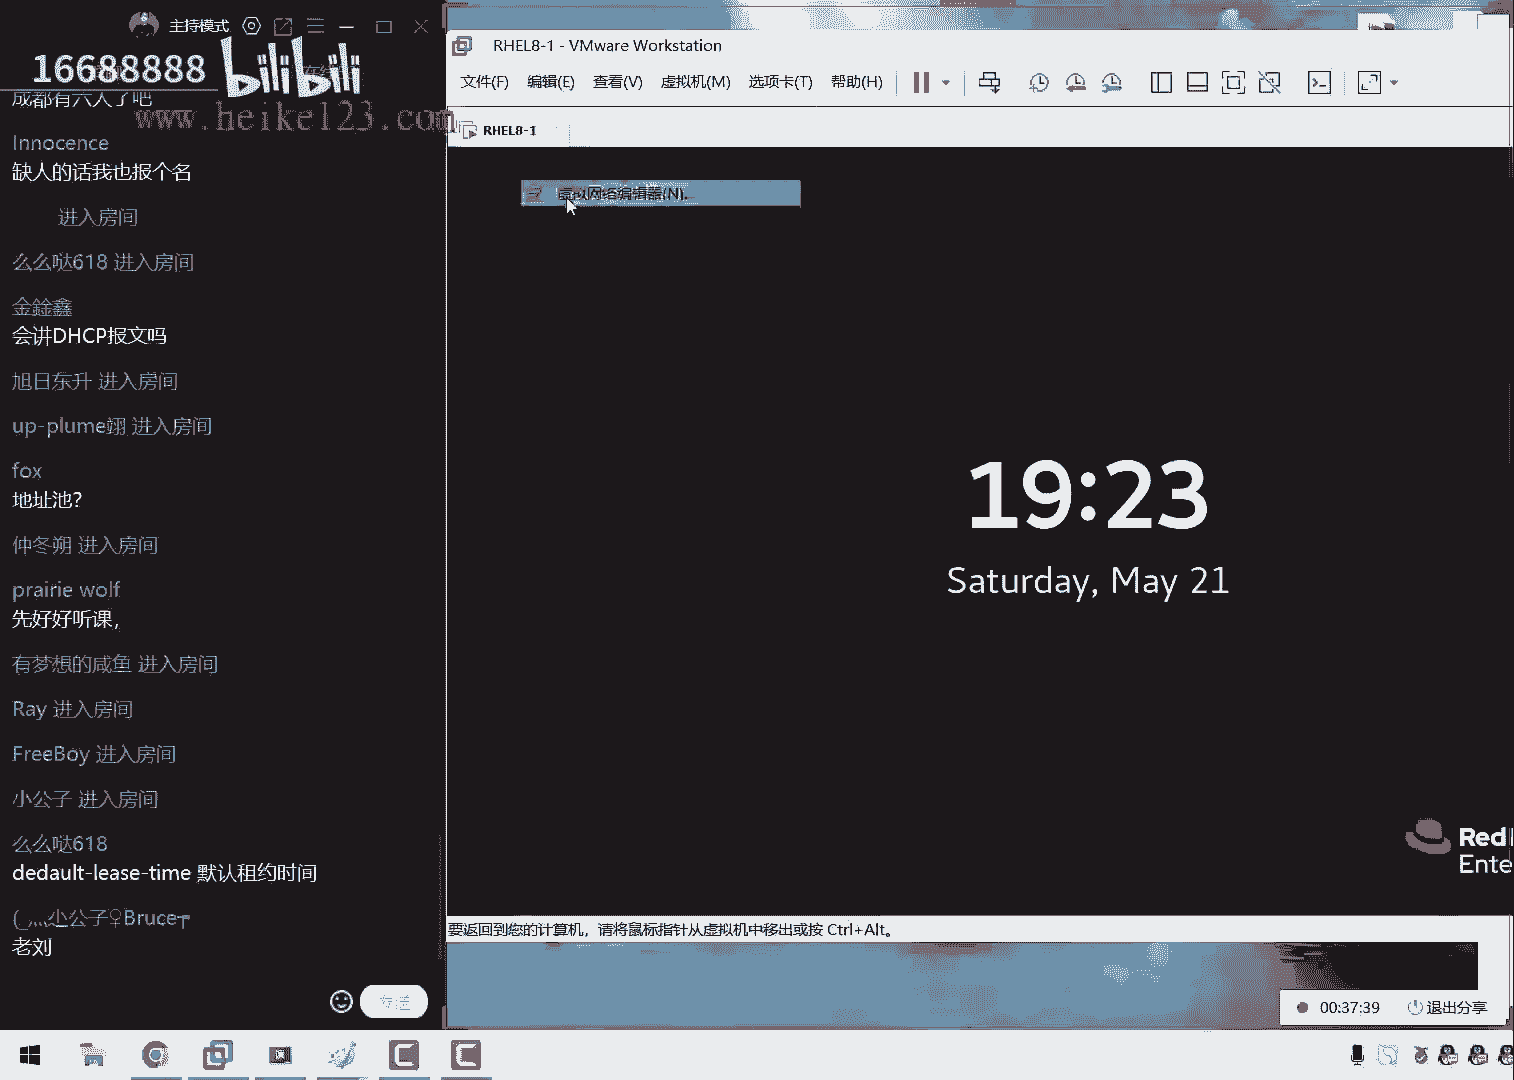 主持模式
16688888
bilibili
成都有六人了吧
www.heike123.com
Innocence
缺人的话我也报个名
进入房间
么么哒618 进入房间
金鍂鑫
会讲DHCP报文吗
旭日东升 进入房间
up-plume翊 进入房间
fox
地址池?
仲冬朔 进入房间
prairie wolf
先好好听课,
有梦想的咸鱼 进入房间
Ray 进入房间
FreeBoy 进入房间
小公子 进入房间
么么哒618
dedault-lease-time 默认租约时间
小公子♀Bruce
老刘
发送
RHEL8-1 - VMware Workstation
文件(F) 编辑(E) 查看(V) 虚拟机(M) 选项卡(T) 帮助(H)
RHEL8-1
虚拟网络编辑器(N)...
19:23
Saturday, May 21
Red
Ente
要返回到您的计算机，请将鼠标指针从虚拟机中移出或按 Ctrl+Alt。
00:37:39 退出分享